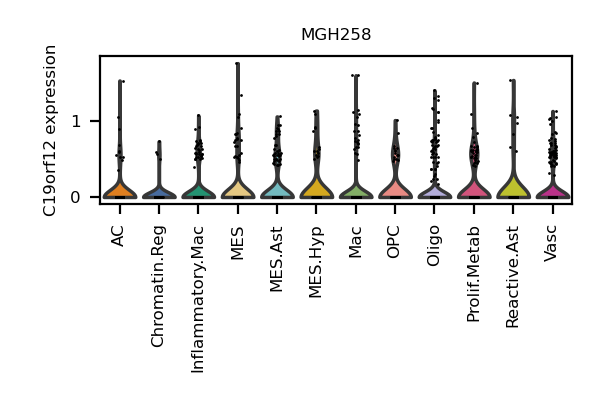 MGH258
C19orf12 expression
1
0
AC
Chromatin.Reg
Inflammatory.Mac
MES
MES.Ast
MES.Hyp
Mac
OPC
Oligo
Prolif.Metab
Reactive.Ast
Vasc